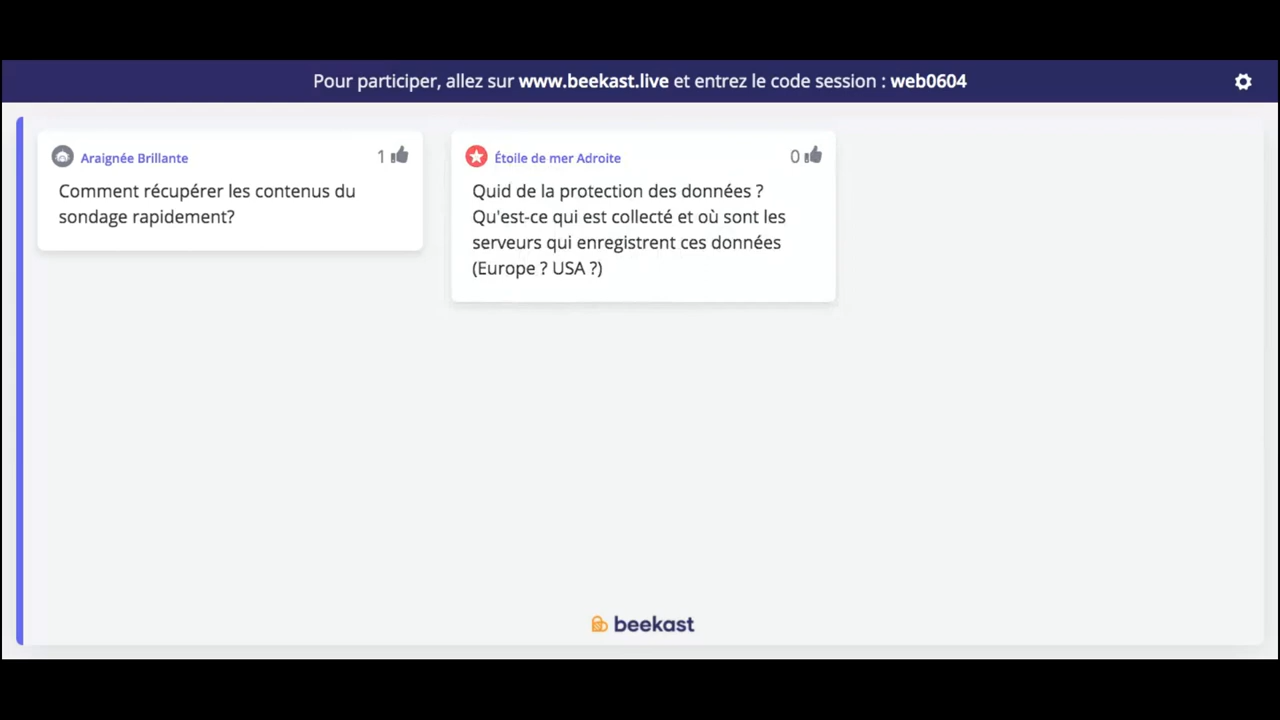 Pour participer, allez sur www.beekast.live et entrez le code session : web0604
Araignée Brillante
1
Comment récupérer les contenus du
sondage rapidement?
Étoile de mer Adroite
0
Quid de la protection des données ?
Qu'est-ce qui est collecté et où sont les
serveurs qui enregistrent ces données
(Europe ? USA ?)
beekast